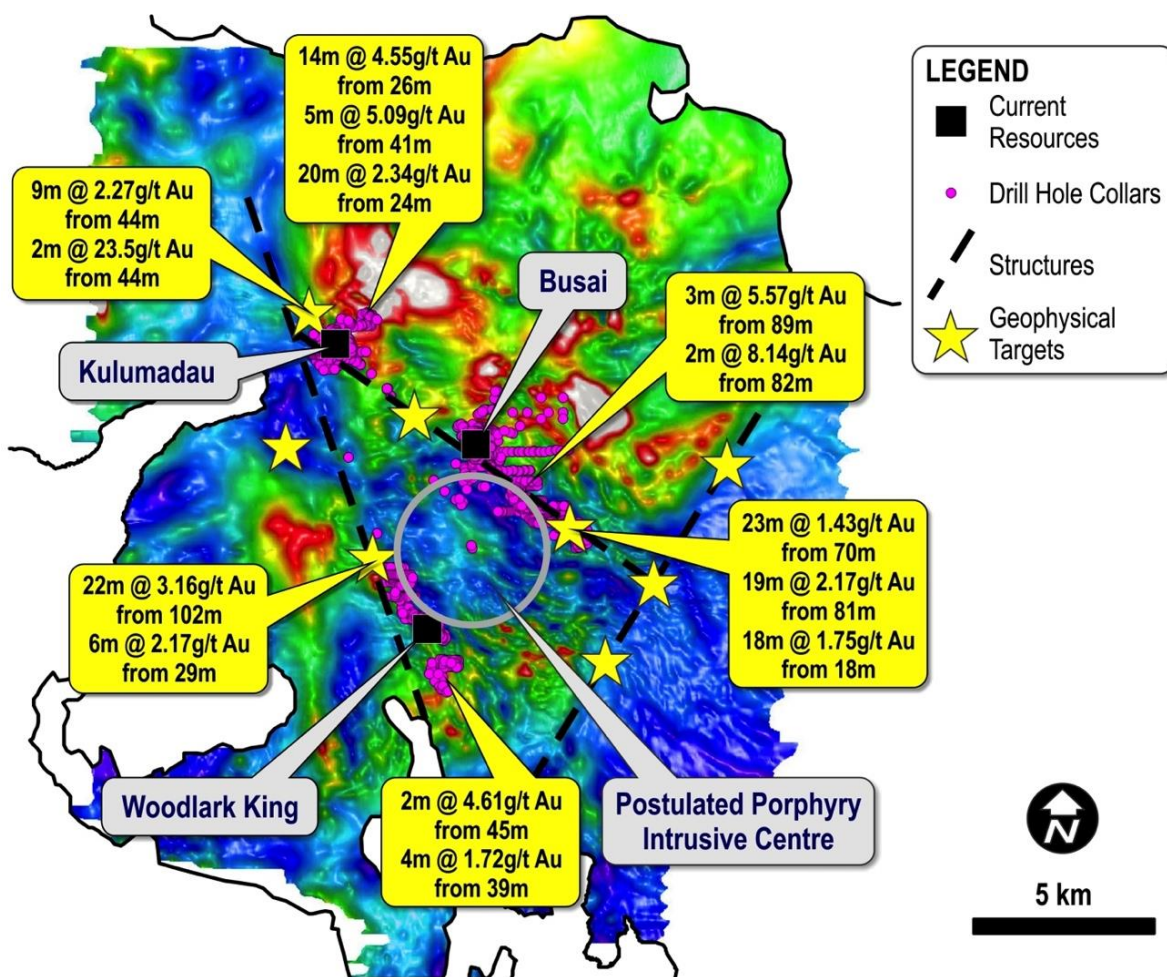 14m @ 4.55g/t Au
from 26m
5m @ 5.09g/t Au
from 41m
20m @ 2.34g/t Au
from 24m
LEGEND
Current
Resources
Drill Hole Collars
Structures
Geophysical
Targets
9m @ 2.27g/t Au
from 44m
2m @ 23.5g/t Au
from 44m
Busai
3m @ 5.57g/t Au
from 89m
2m @ 8.14g/t Au
from 82m
Kulumadau
23m @ 1.43g/t Au
from 70m
19m @ 2.17g/t Au
from 81m
18m @ 1.75g/t Au
from 18m
22m @ 3.16g/t Au
from 102m
6m @ 2.17g/t Au
from 29m
Woodlark King
2m @ 4.61g/t Au
from 45m
4m @ 1.72g/t Au
from 39m
Postulated Porphyry
Intrusive Centre
N
5 km